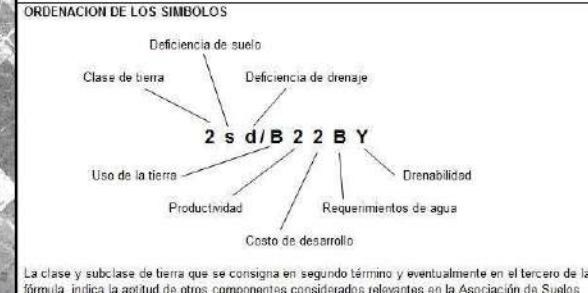 ORDENACION DE LOS SIMBOLOS
Deficiencia de suelo
Clase de tierra
Deficiencia de drenaje
2 s d/B 2 2 B Y
Uso de la tierra
Drenabilidad
Productividad
Requerimientos de agua
Costo de desarrollo
La clase y subclase de tierra que se consigna en segundo término y eventualmente en el tercero de la
fórmula, indica la aptitud de otros componentes considerados relevantes en la Asociación de Suelos